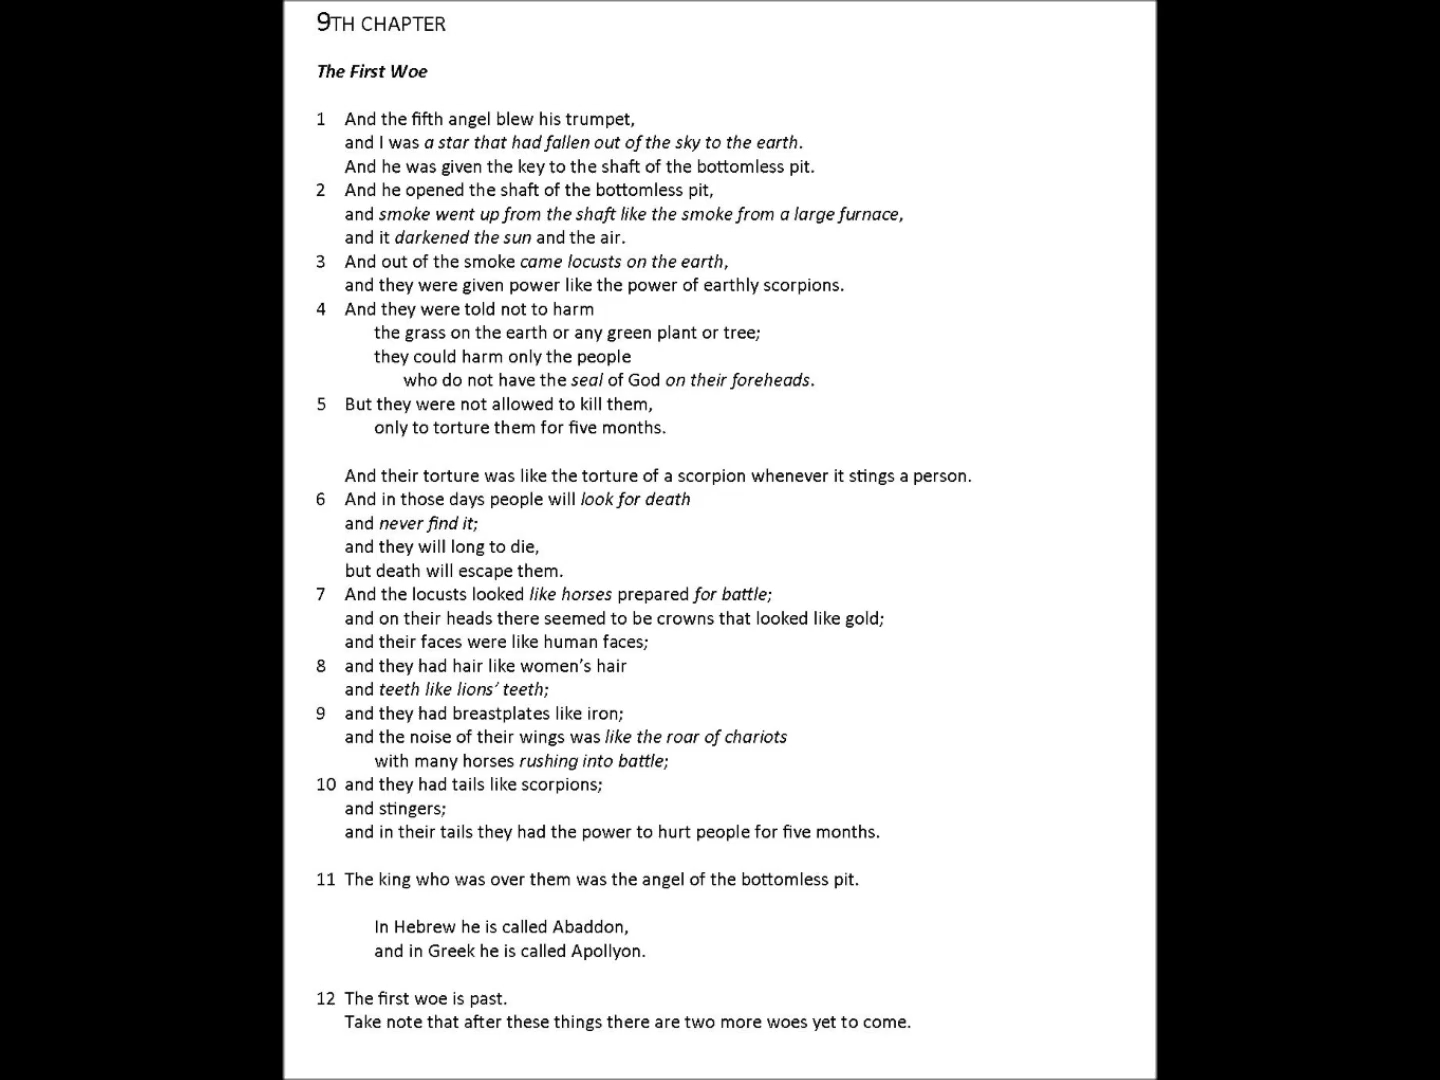 9TH CHAPTER
The First Woe
1 And the fifth angel blew his trumpet,
and I was a star that had fallen out of the sky to the earth.
And he was given the key to the shaft of the bottomless pit.
2 And he opened the shaft of the bottomless pit,
and smoke went up from the shaft like the smoke from a large furnace,
and it darkened the sun and the air.
3 And out of the smoke came locusts on the earth,
and they were given power like the power of earthly scorpions.
4 And they were told not to harm
the grass on the earth or any green plant or tree;
they could harm only the people
who do not have the seal of God on their foreheads.
5 But they were not allowed to kill them,
only to torture them for five months.
And their torture was like the torture of a scorpion whenever it stings a person.
6 And in those days people will look for death
and never find it;
and they will long to die,
but death will escape them.
7 And the locusts looked like horses prepared for battle;
and on their heads there seemed to be crowns that looked like gold;
and their faces were like human faces;
8 and they had hair like women’s hair
and teeth like lions’ teeth;
9 and they had breastplates like iron;
and the noise of their wings was like the roar of chariots
with many horses rushing into battle;
10 and they had tails like scorpions;
and stingers;
and in their tails they had the power to hurt people for five months.
11 The king who was over them was the angel of the bottomless pit.
In Hebrew he is called Abaddon,
and in Greek he is called Apollyon.
12 The first woe is past.
Take note that after these things there are two more woes yet to come.